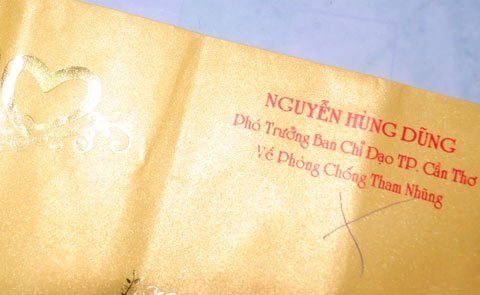 NGUYỄN HÙNG DŨNG
Phó Trưởng Ban Chỉ Đạo TP. Cần Thơ
Về Phòng Chống Tham Nhũng